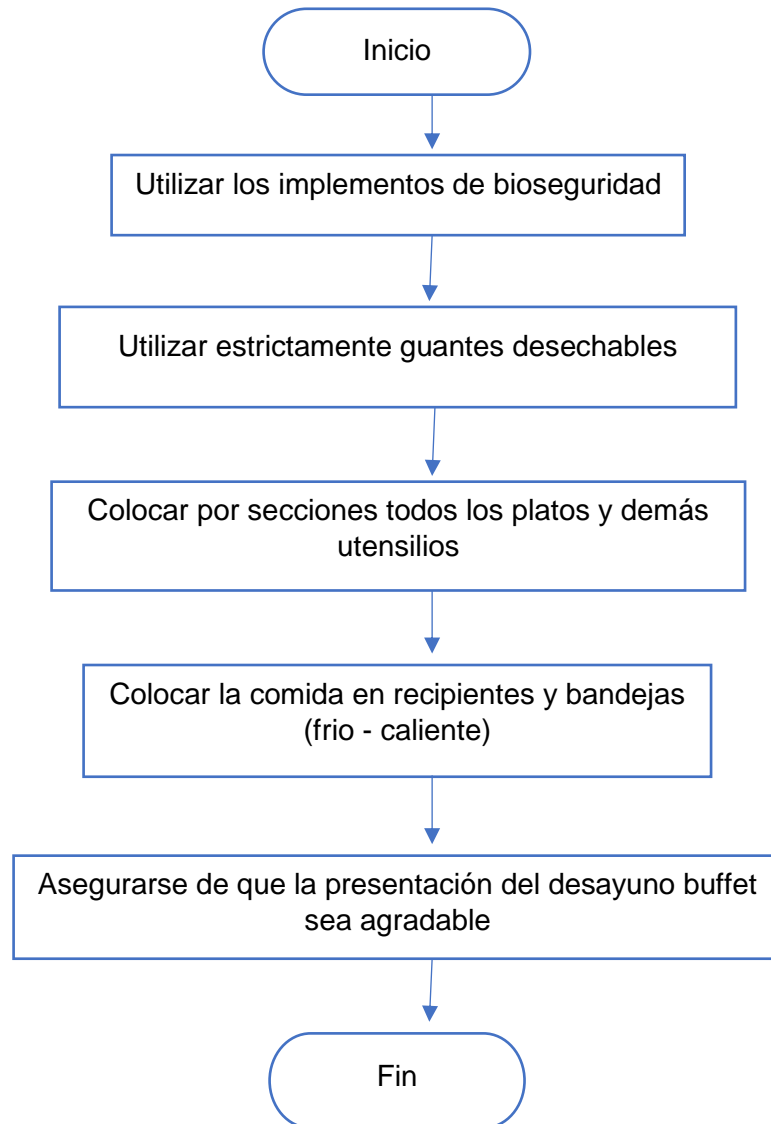 Inicio
Utilizar los implementos de bioseguridad
Utilizar estrictamente guantes desechables
Colocar por secciones todos los platos y demás
utensilios
Colocar la comida en recipientes y bandejas
(frio - caliente)
Asegurarse de que la presentación del desayuno buffet
sea agradable
Fin